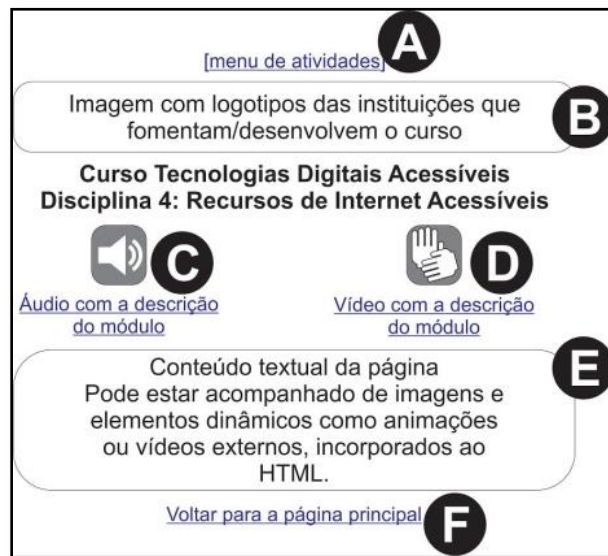 A
[menu de atividades]
Imagem com logotipos das instituições que
fomentam/desenvolvem o curso
B
Curso Tecnologias Digitais Acessíveis
Disciplina 4: Recursos de Internet Acessíveis
C
D
Áudio com a descrição
do módulo
Vídeo com a descrição
do módulo
E
Conteúdo textual da página
Pode estar acompanhado de imagens e
elementos dinâmicos como animações
ou vídeos externos, incorporados ao
HTML.
Voltar para a página principal
F